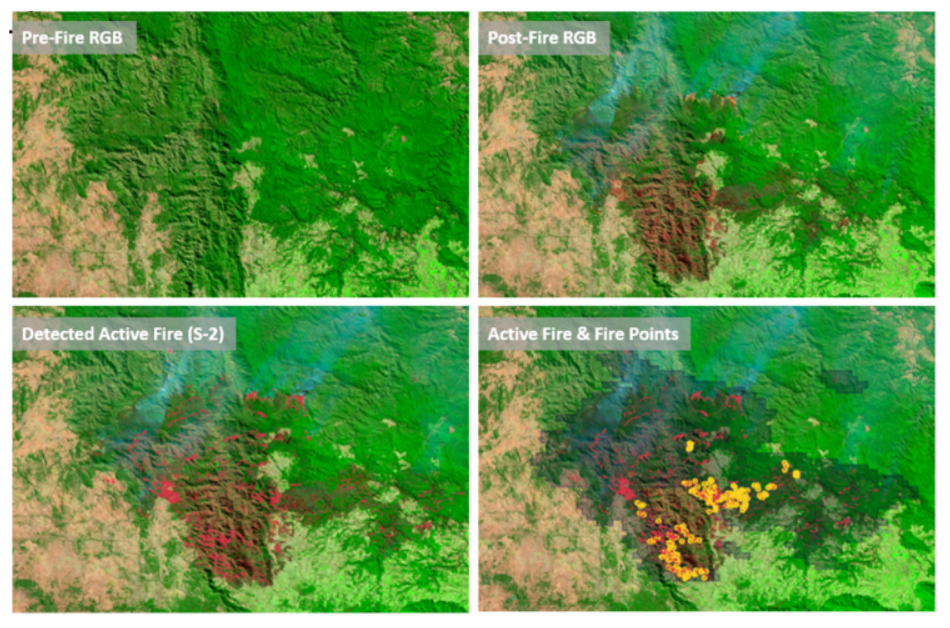 Pre-Fire RGB
Post-Fire RGB
Detected Active Fire (S-2)
Active Fire & Fire Points